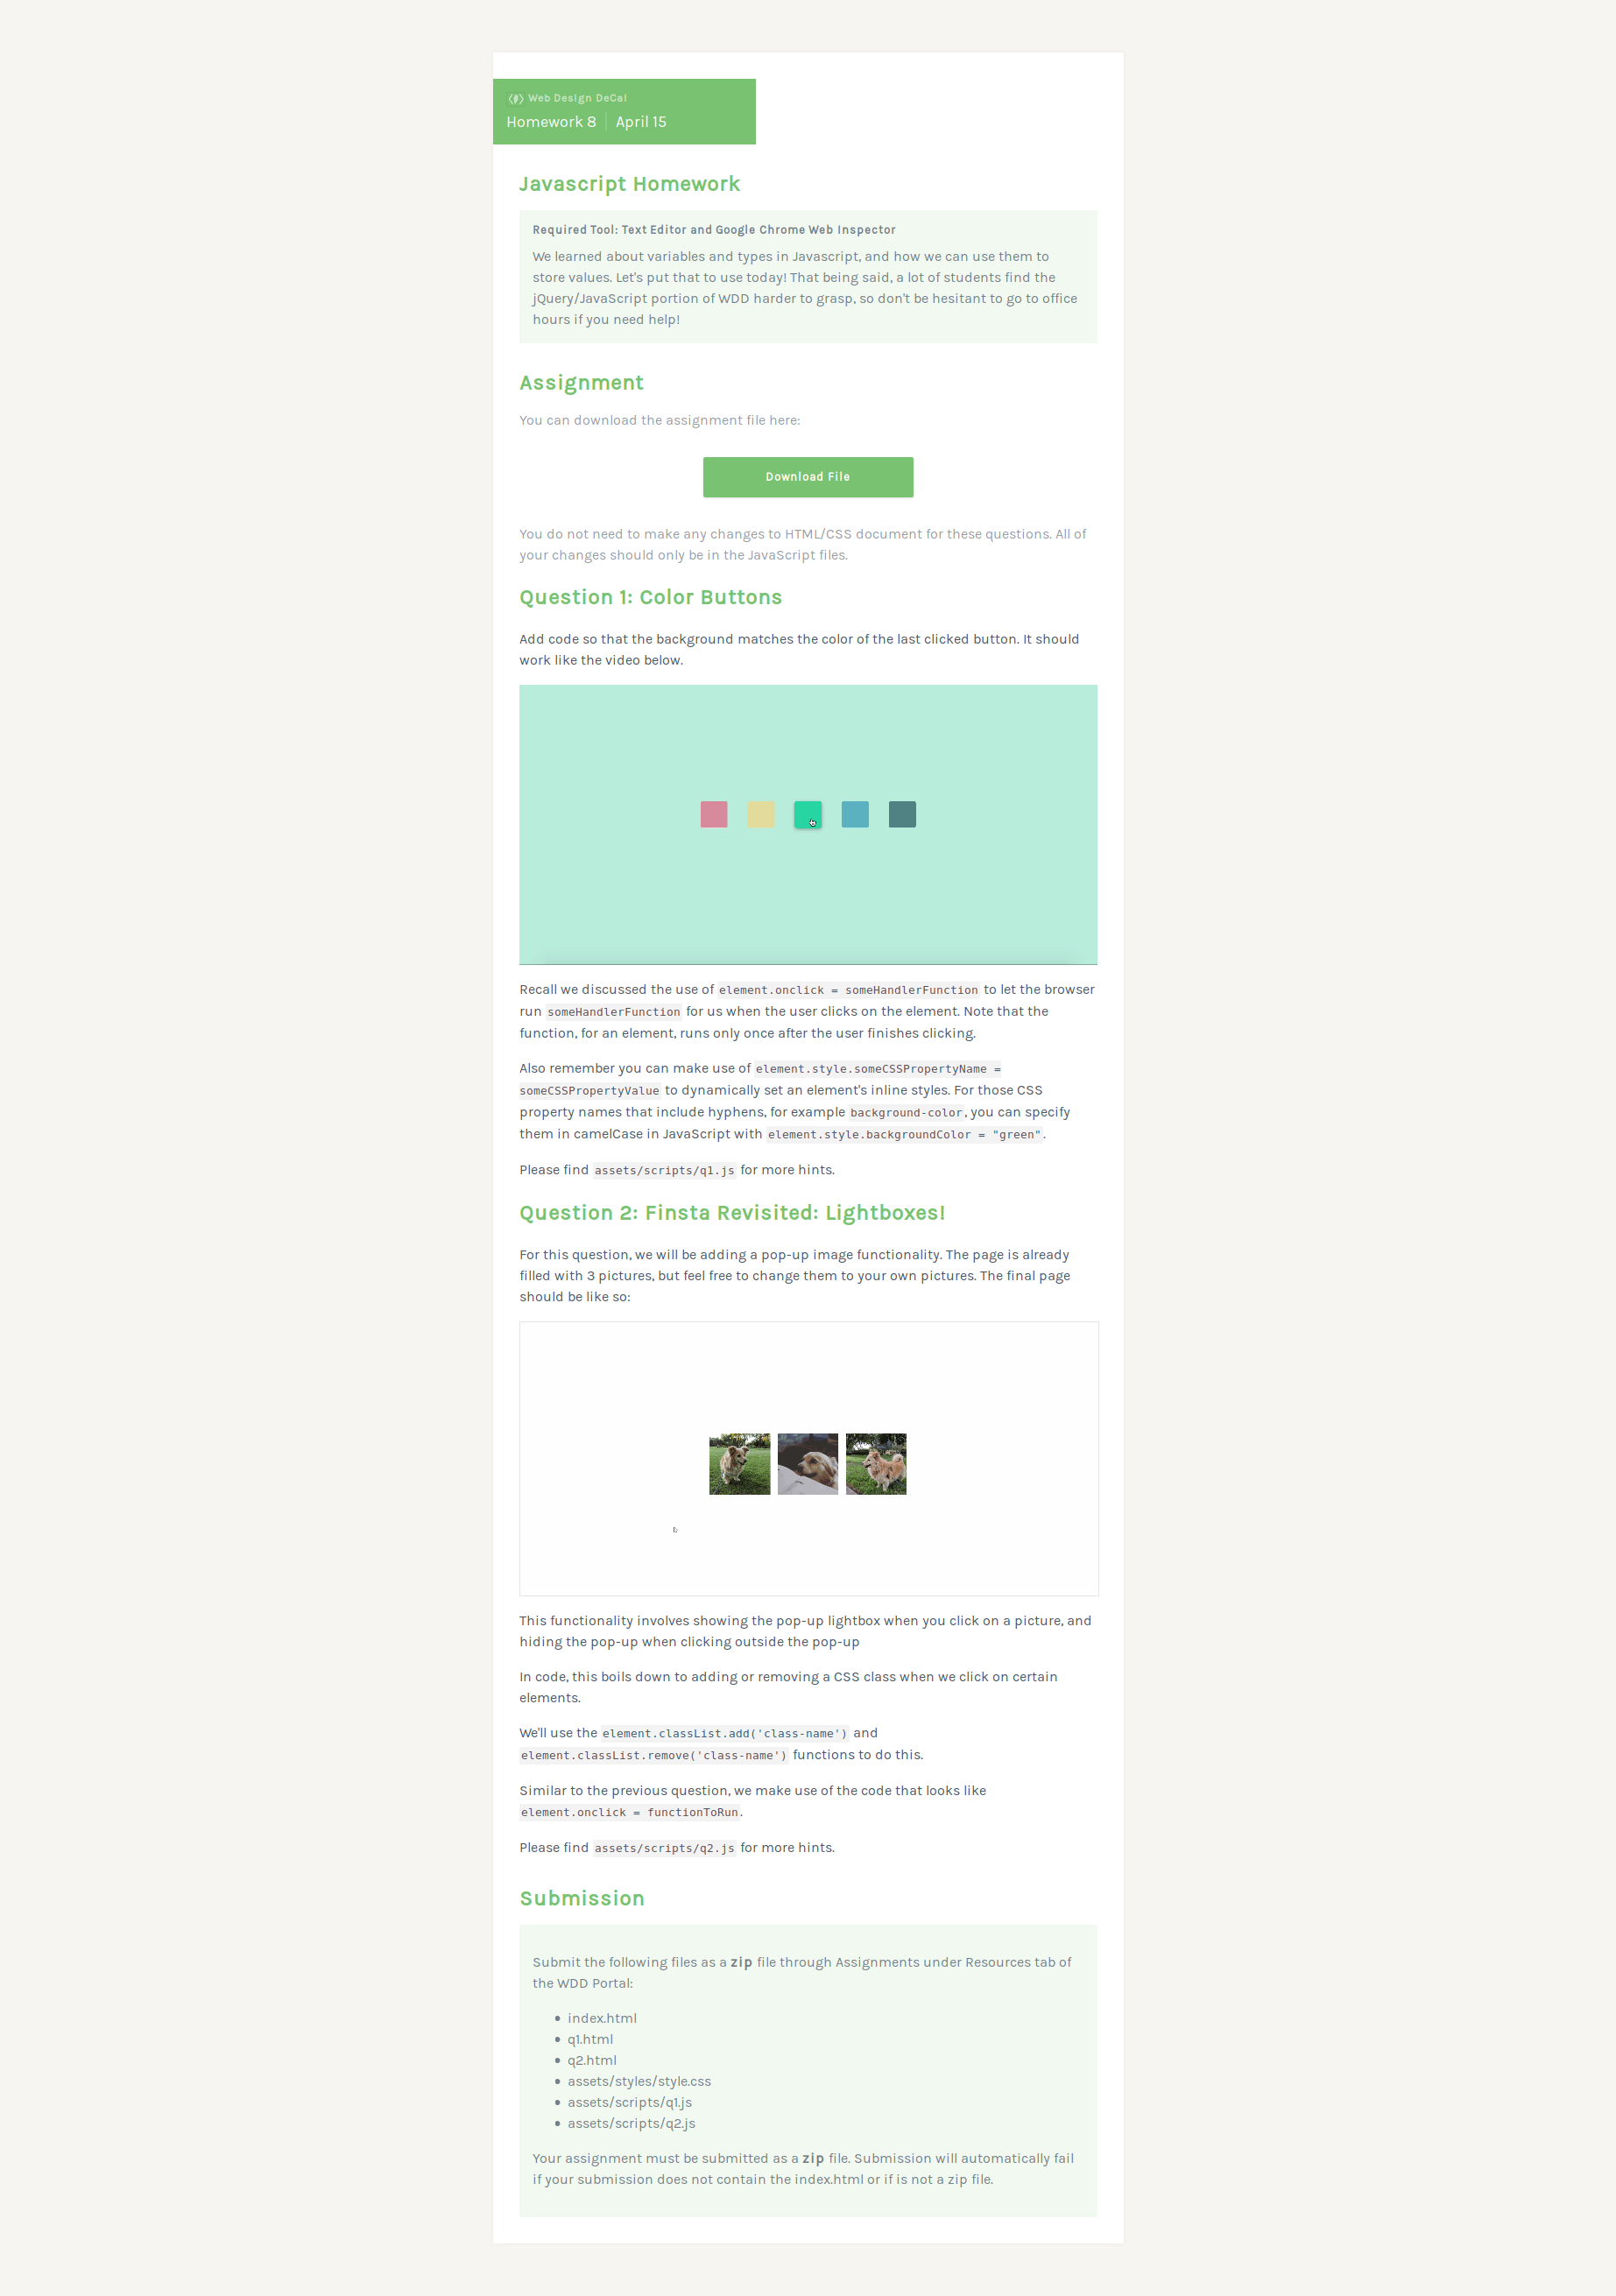 Web Design DeCal
Homework 8 | April 15
Javascript Homework
Required Tool: Text Editor and Google Chrome Web Inspector
We learned about variables and types in Javascript, and how we can use them to
store values. Let's put that to use today! That being said, a lot of students find the
jQuery/JavaScript portion of WDD harder to grasp, so don't be hesitant to go to office
hours if you need help!
Assignment
You can download the assignment file here:
Download File
You do not need to make any changes to HTML/CSS document for these questions. All of
your changes should only be in the JavaScript files.
Question 1: Color Buttons
Add code so that the background matches the color of the last clicked button. It should
work like the video below.
Recall we discussed the use of element.onclick = someHandlerFunction to let the browser
run someHandlerFunction for us when the user clicks on the element. Note that the
function, for an element, runs only once after the user finishes clicking.
Also remember you can make use of element.style.someCSSPropertyName =
someCSSPropertyValue to dynamically set an element's inline styles. For those CSS
property names that include hyphens, for example background-color, you can specify
them in camelCase in JavaScript with element.style.backgroundColor = "green".
Please find assets/scripts/q1.js for more hints.
Question 2: Finsta Revisited: Lightboxes!
For this question, we will be adding a pop-up image functionality. The page is already
filled with 3 pictures, but feel free to change them to your own pictures. The final page
should be like so:
This functionality involves showing the pop-up lightbox when you click on a picture, and
hiding the pop-up when clicking outside the pop-up
In code, this boils down to adding or removing a CSS class when we click on certain
elements.
We'll use the element.classList.add('class-name') and
element.classList.remove('class-name') functions to do this.
Similar to the previous question, we make use of the code that looks like
element.onclick = functionToRun.
Please find assets/scripts/q2.js for more hints.
Submission
Submit the following files as a zip file through Assignments under Resources tab of
the WDD Portal:
• index.html
• q1.html
• q2.html
• assets/styles/style.css
• assets/scripts/q1.js
• assets/scripts/q2.js
Your assignment must be submitted as a zip file. Submission will automatically fail
if your submission does not contain the index.html or if is not a zip file.